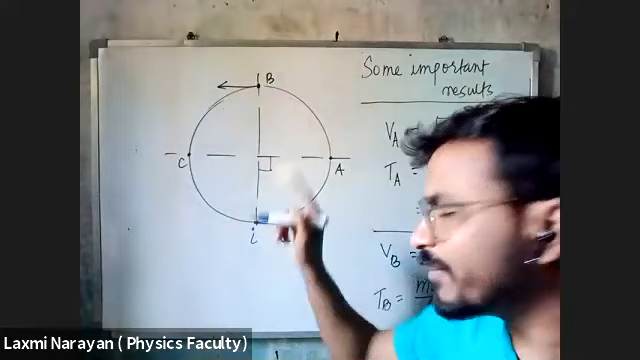 B
C
A
i
Some important
results
V_A =
T_A =
=
V_B =
T_B =
Laxmi Narayan ( Physics Faculty)